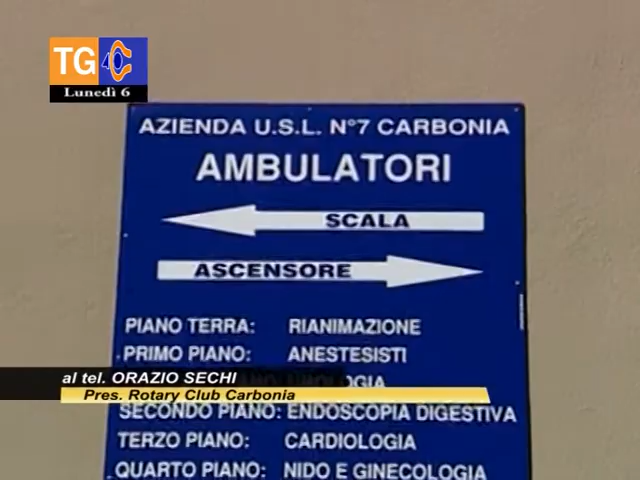 TG4C
Lunedì 6
AZIENDA U.S.L. N°7 CARBONIA
AMBULATORI
SCALA
ASCENSORE
PIANO TERRA: RIANIMAZIONE
PRIMO PIANO: ANESTESISTI
al tel. ORAZIO SECHI
Pres. Rotary Club Carbonia
SECONDO PIANO: ENDOSCOPIA DIGESTIVA
TERZO PIANO: CARDIOLOGIA
QUARTO PIANO: NIDO E GINECOLOGIA